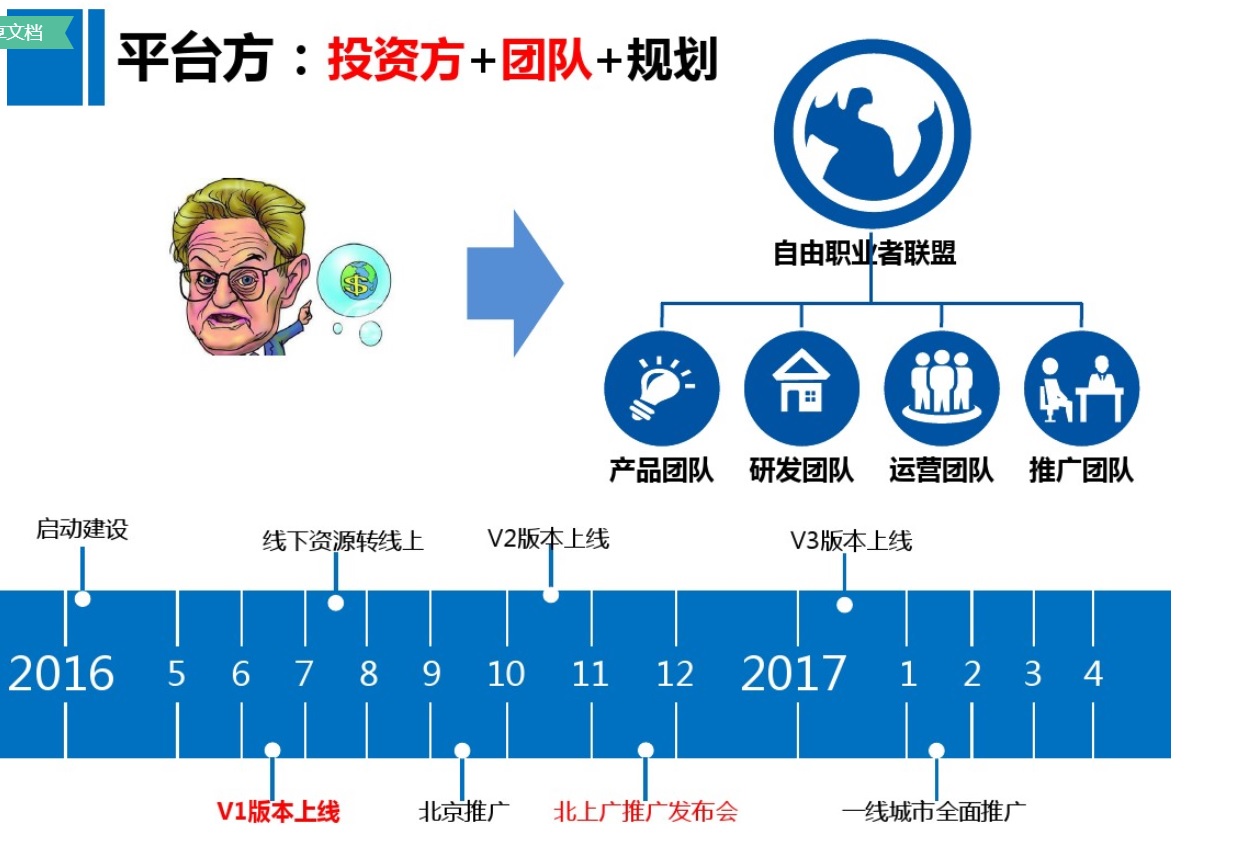 享文档
平台方：投资方+团队+规划
自由职业者联盟
产品团队 研发团队 运营团队 推广团队
启动建设 线下资源转线上 V2版本上线 V3版本上线
2016 5 6 7 8 9 10 11 12 2017 1 2 3 4
V1版本上线 北京推广 北上广推广发布会 一线城市全面推广